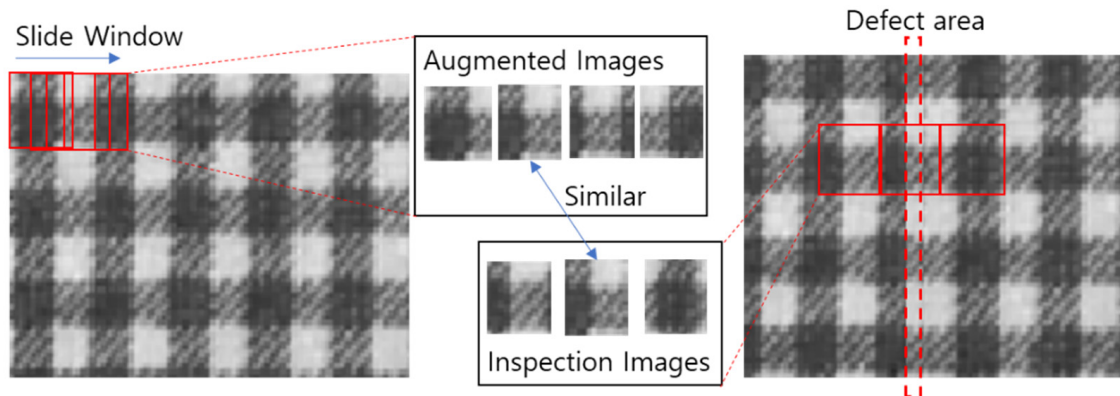 Slide Window
Augmented Images
Similar
Inspection Images
Defect area